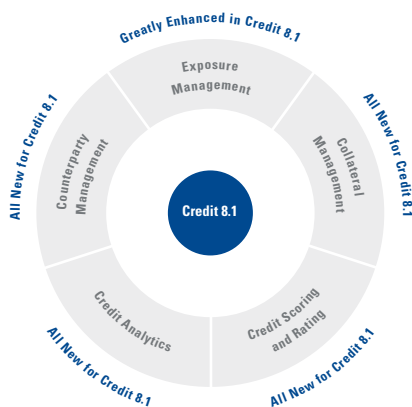 Greatly Enhanced in Credit 8.1
Exposure
Management
All New for Credit 8.1
Collateral
Management
All New for Credit 8.1
Credit Scoring
and Rating
All New for Credit 8.1
Credit Analytics
All New for Credit 8.1
Counterparty
Management
Credit 8.1